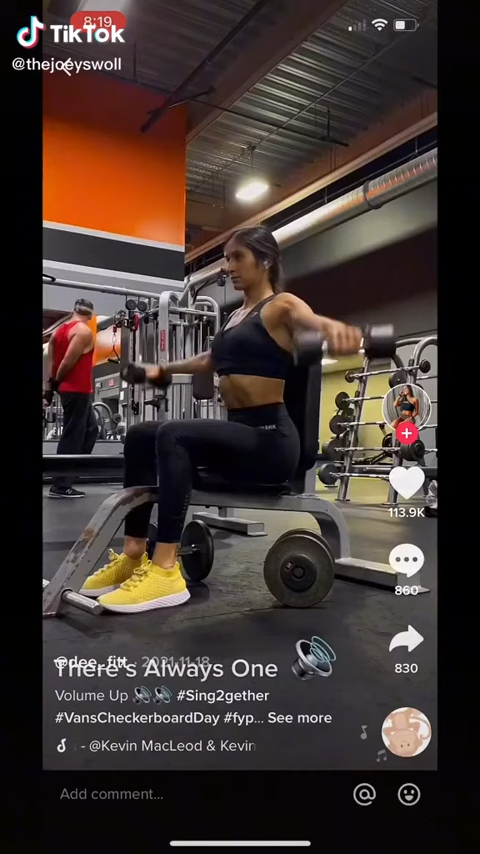 8:19
TikTok
@thejoeyswoll
113.9K
860
830
@dee_fitt · 2021-11-18
There's Always One
Volume Up #Sing2gether
#VansCheckerboardDay #fyp... See more
- @Kevin MacLeod & Kevin
Add comment...